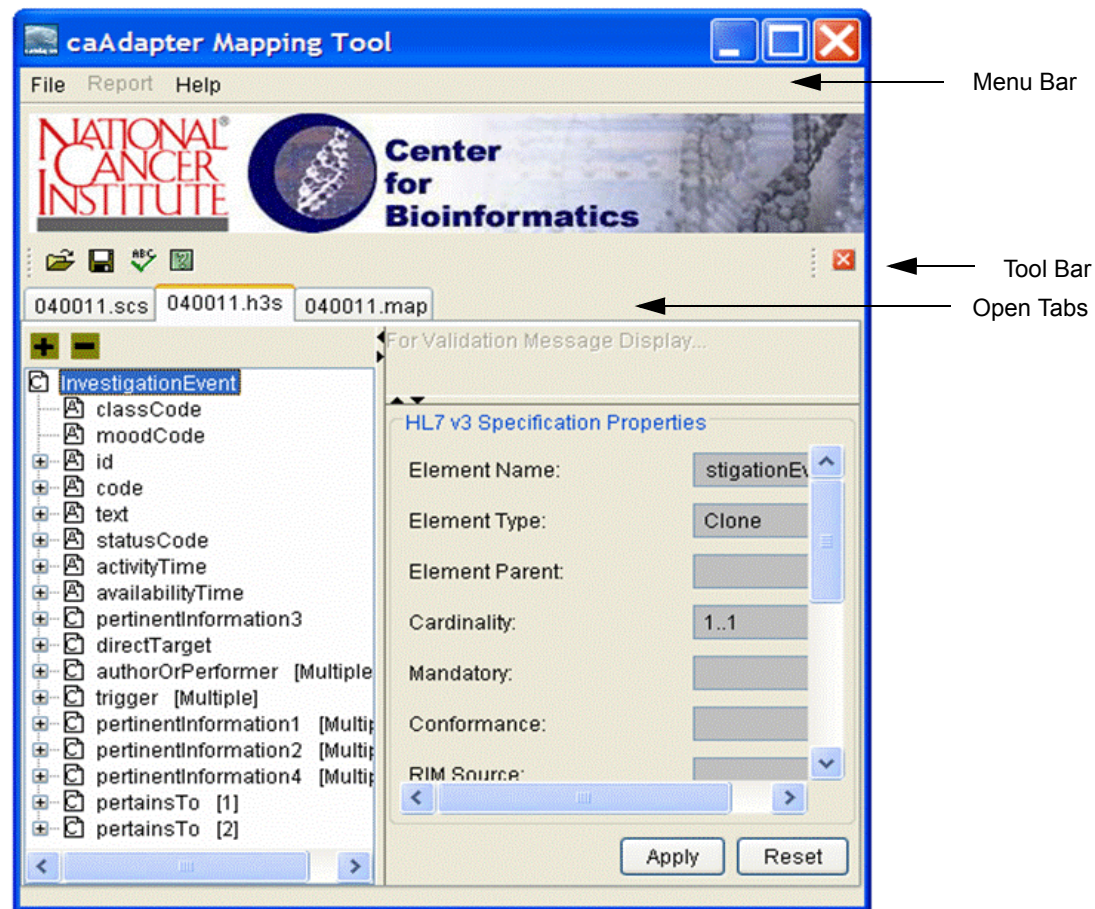 caAdapter Mapping Tool
File Report Help
Menu Bar
NATIONAL®
CANCER
INSTITUTE
Center
for
Bioinformatics
ABC
Tool Bar
040011.scs 040011.h3s 040011.map
Open Tabs
For Validation Message Display...
InvestigationEvent
classCode
moodCode
id
code
text
statusCode
activityTime
availabilityTime
pertinentInformation3
directTarget
authorOrPerformer [Multiple
trigger [Multiple]
pertinentInformation1 [Multip
pertinentInformation2 [Multip
pertinentInformation4 [Multip
pertainsTo [1]
pertainsTo [2]
HL7 v3 Specification Properties
Element Name: stigationEv
Element Type: Clone
Element Parent:
Cardinality: 1..1
Mandatory:
Conformance:
RIM Source:
Apply Reset